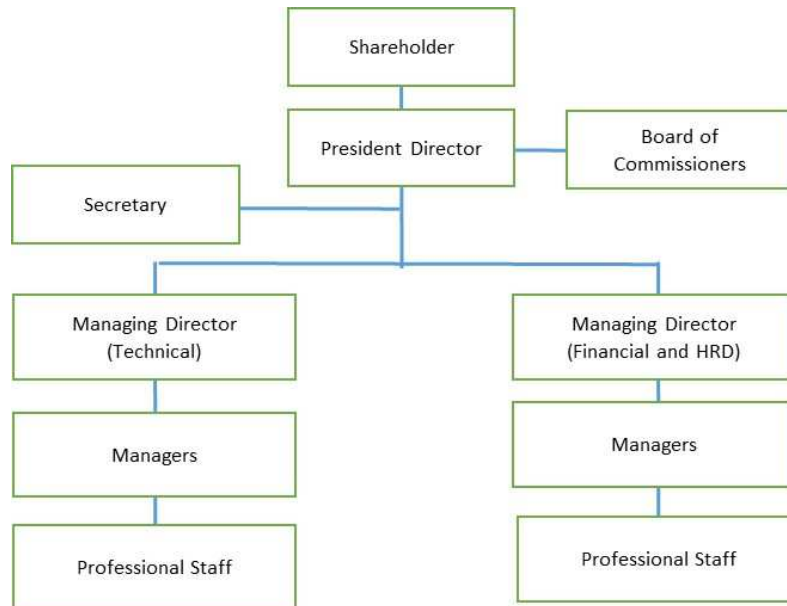 Shareholder
President Director
Board of
Commissioners
Secretary
Managing Director
(Technical)
Managing Director
(Financial and HRD)
Managers
Managers
Professional Staff
Professional Staff